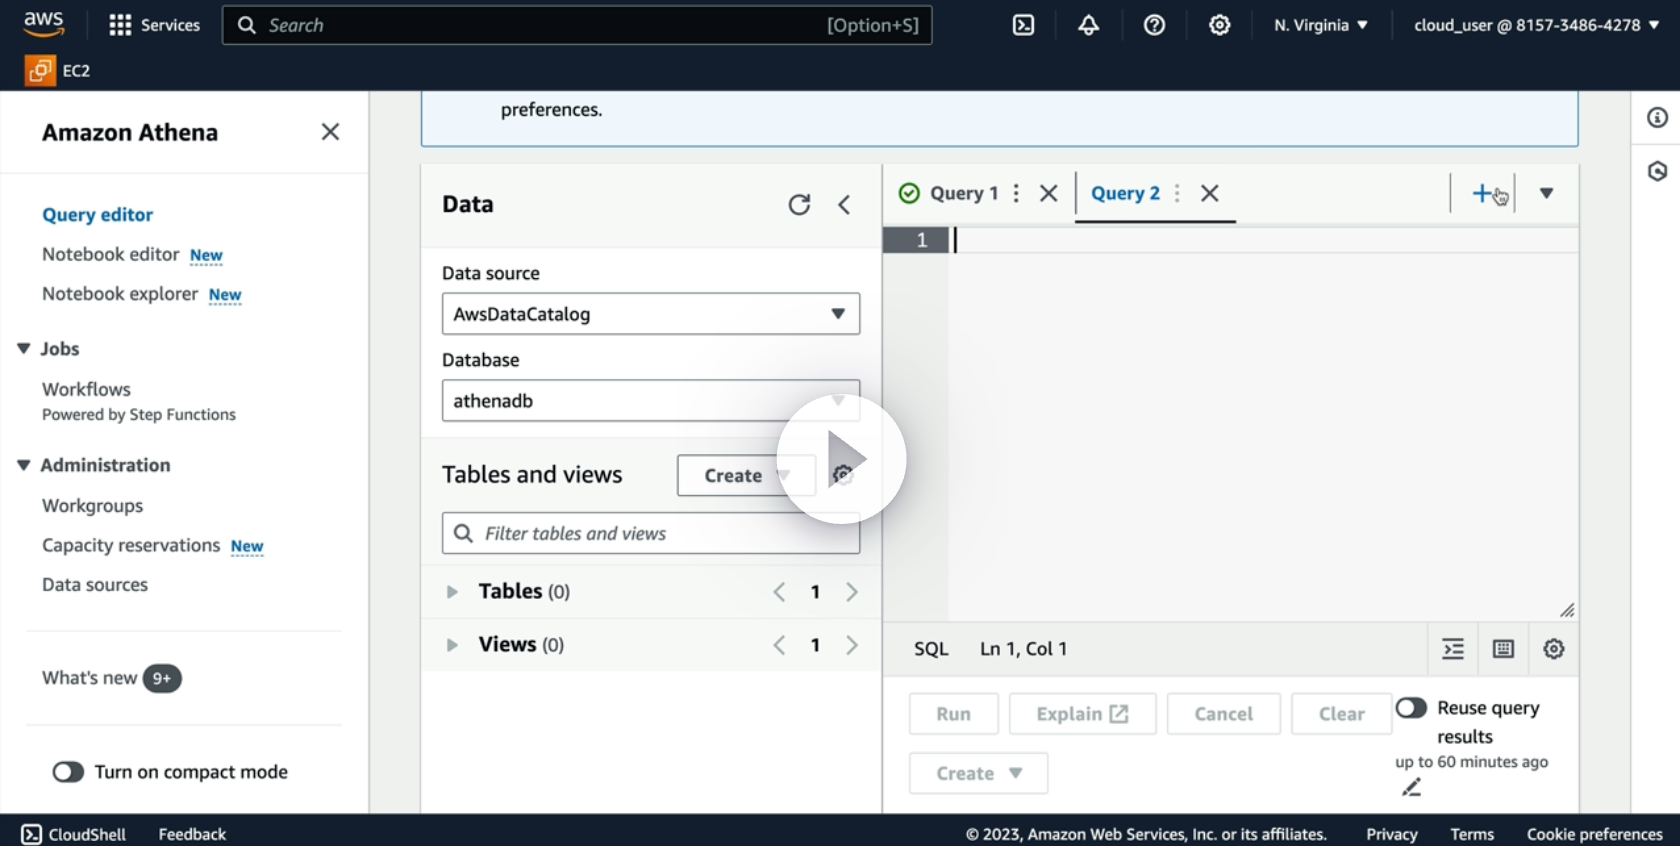 aws
Services
Search
[Option+S]
N. Virginia
cloud_user @ 8157-3486-4278
EC2
Amazon Athena
Query editor
Notebook editor New
Notebook explorer New
Jobs
Workflows
Powered by Step Functions
Administration
Workgroups
Capacity reservations New
Data sources
What's new 9+
Turn on compact mode
preferences.
Data
Data source
AwsDataCatalog
Database
athenadb
Tables and views
Create
Filter tables and views
Tables (0)
1
Views (0)
1
Query 1
Query 2
1
SQL
Ln 1, Col 1
Run
Explain
Cancel
Clear
Reuse query
results
up to 60 minutes ago
Create
CloudShell
Feedback
© 2023, Amazon Web Services, Inc. or its affiliates.
Privacy
Terms
Cookie preferences